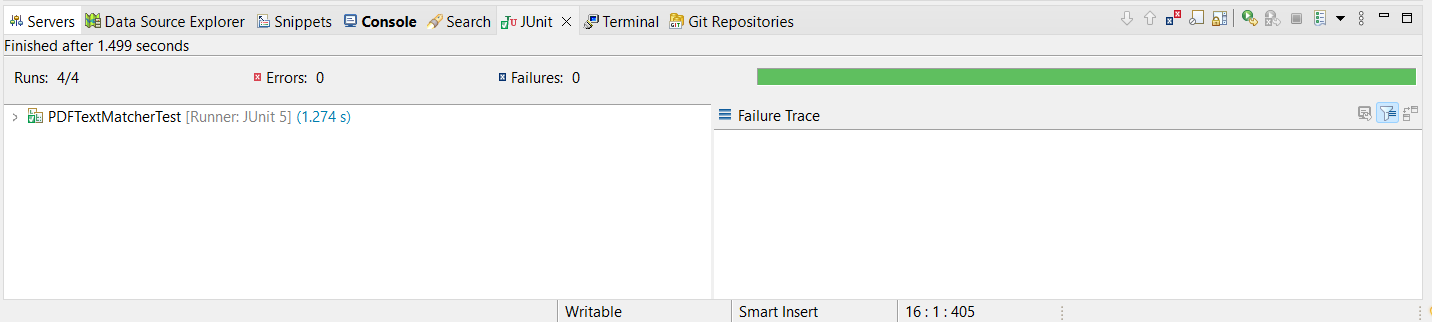 Servers Data Source Explorer Snippets Console Search JUnit Terminal Git Repositories
Finished after 1.499 seconds
Runs: 4/4 Errors: 0 Failures: 0
PDFTextMatcherTest [Runner: JUnit 5] (1.274 s)
Failure Trace
Writable Smart Insert 16 : 1 : 405